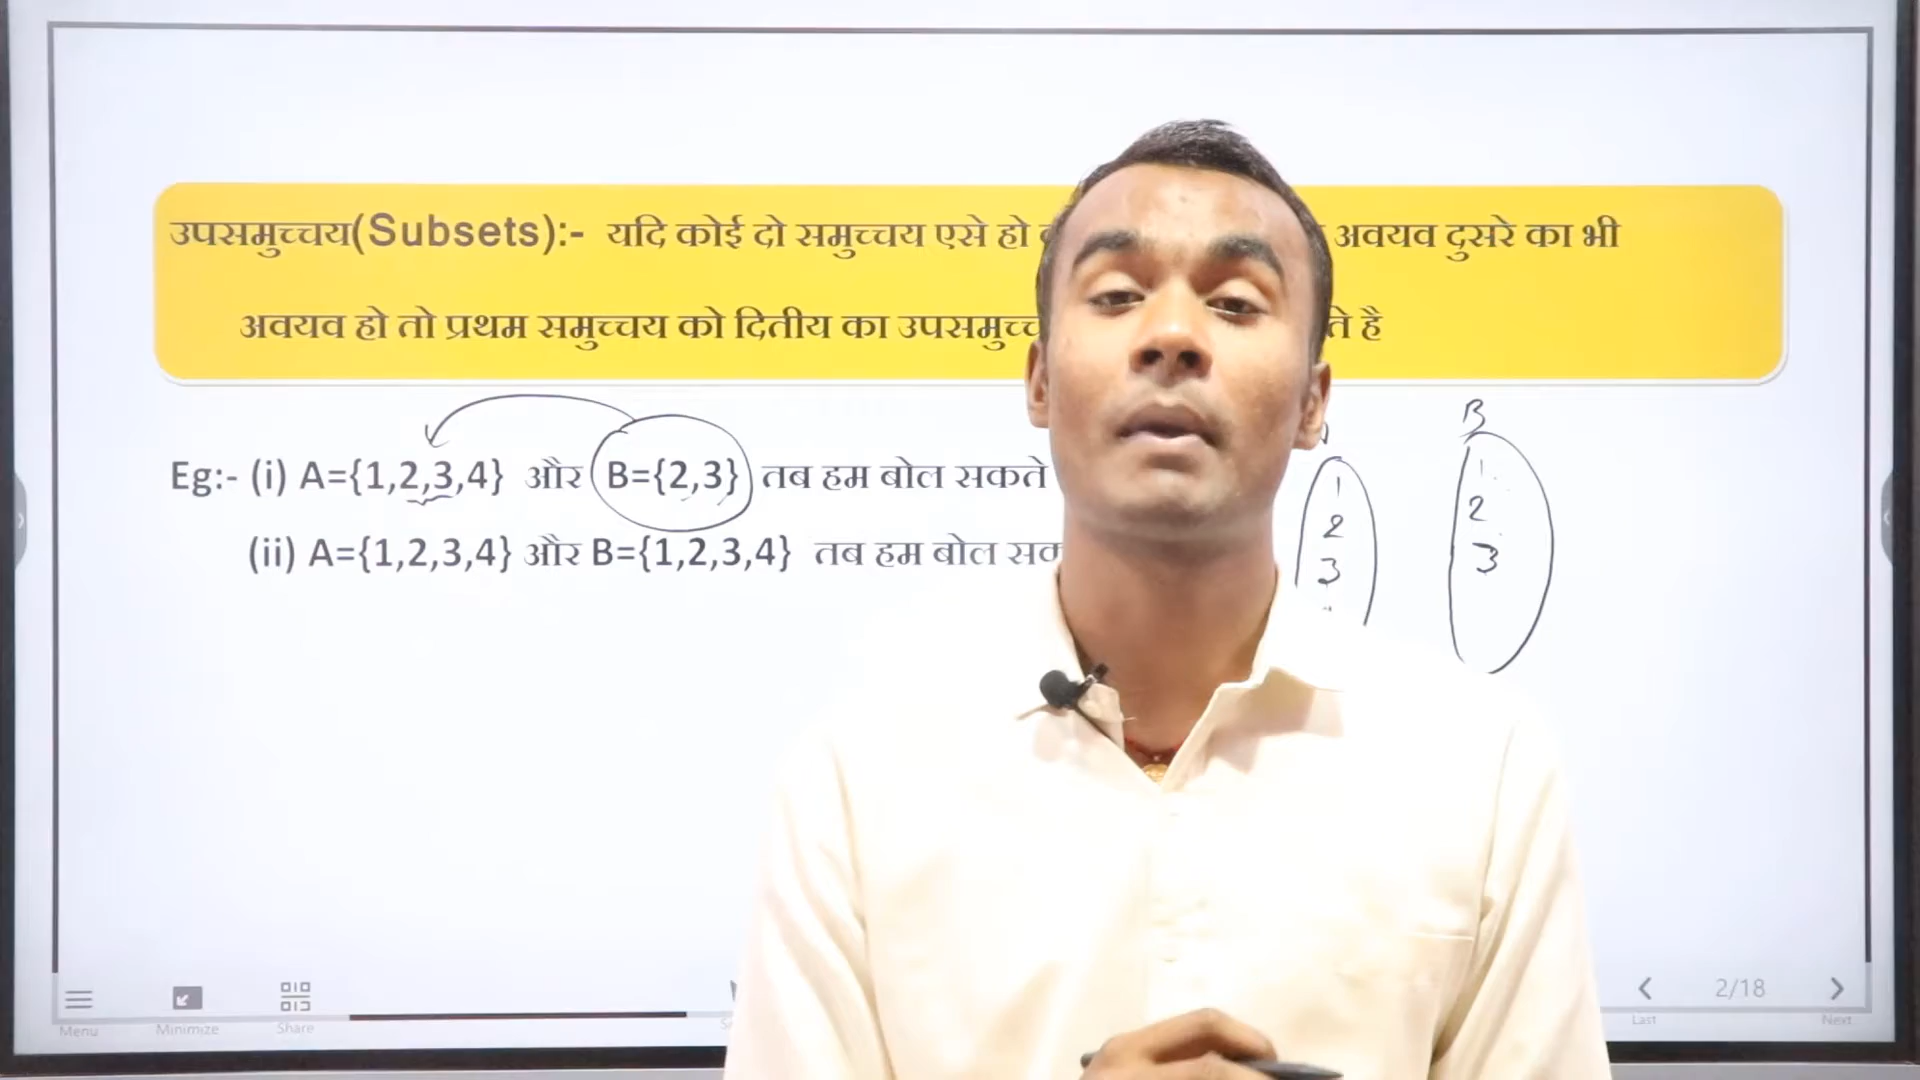 उपसमुच्चय(Subsets):- यदि कोई दो समुच्चय एसे हो अवयव दुसरे का भी
अवयव हो तो प्रथम समुच्चय को दितीय का उपसमुच्च ते है
Eg:- (i) A={1,2,3,4} और B={2,3} तब हम बोल सकते
(ii) A={1,2,3,4} और B={1,2,3,4} तब हम बोल सक
B
1
2
3
1
2
3
Menu
Minimize
Share
Last
2/18
Next